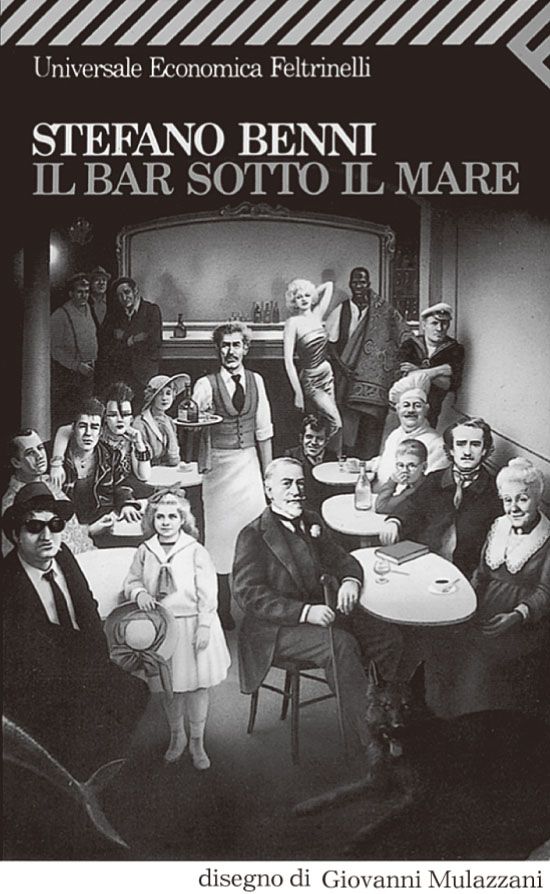 Universale Economica Feltrinelli
STEFANO BENNI
IL BAR SOTTO IL MARE
disegno di Giovanni Mulazzani